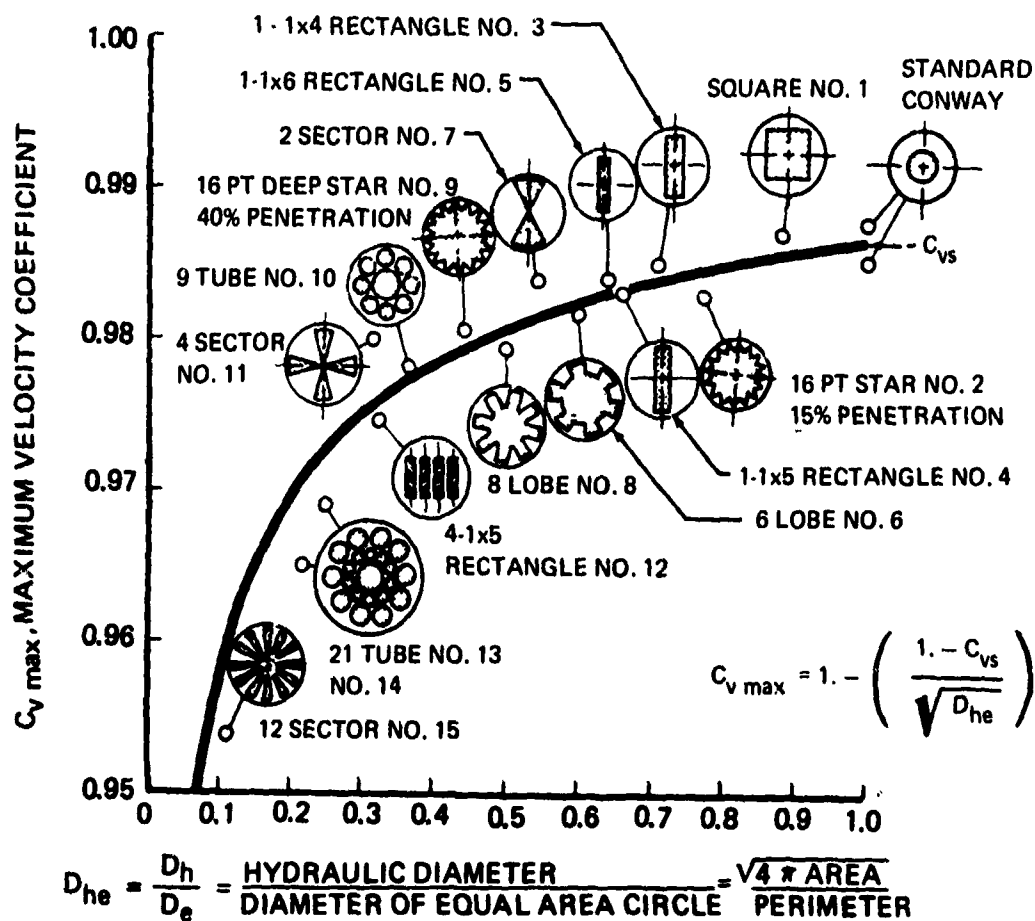 1.00
1 - 1x4 RECTANGLE NO. 3
1-1x6 RECTANGLE NO. 5
SQUARE NO. 1
STANDARD
CONWAY
2 SECTOR NO. 7
0.99
16 PT DEEP STAR NO. 9
40% PENETRATION
9 TUBE NO. 10
C_vs
0.98
4 SECTOR
NO. 11
16 PT STAR NO. 2
15% PENETRATION
0.97
8 LOBE NO. 8
1-1x5 RECTANGLE NO. 4
6 LOBE NO. 6
4-1x5
RECTANGLE NO. 12
0.96
21 TUBE NO. 13
NO. 14
12 SECTOR NO. 15
C_v max = 1. - ( (1. - C_vs) / √D_he )
0.95
0 0.1 0.2 0.3 0.4 0.5 0.6 0.7 0.8 0.9 1.0
C_v max, MAXIMUM VELOCITY COEFFICIENT
D_he = D_h / D_e = HYDRAULIC DIAMETER / DIAMETER OF EQUAL AREA CIRCLE = √4 π AREA / PERIMETER